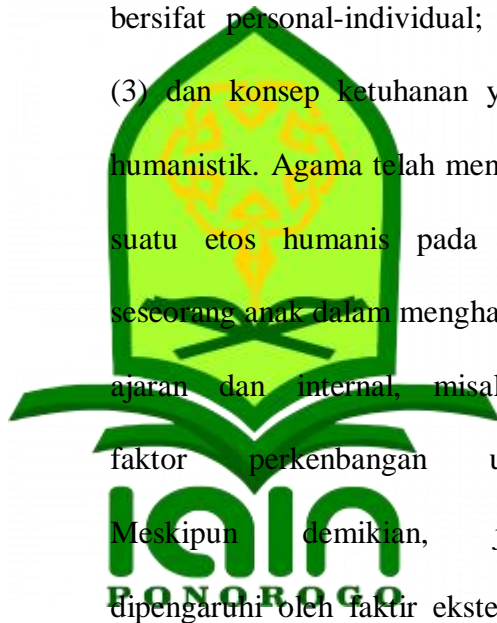 bersifat personal-individual;
(3) dan konsep ketuhanan y
humanistik. Agama telah men
suatu etos humanis pada
seseorang anak dalam mengha
ajaran dan internal, misal
faktor perkenbangan u
Meskipun demikian, j
iain
PONOROGO
dipengaruhi oleh faktir ekste